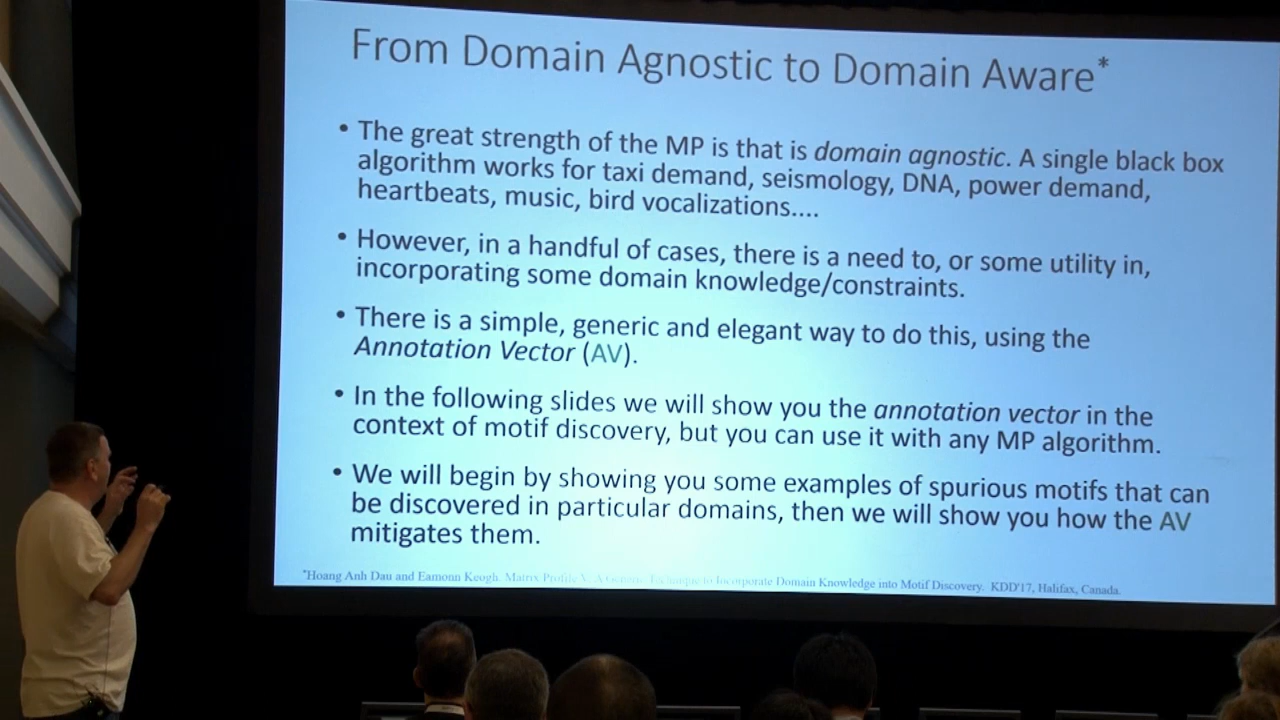 From Domain Agnostic to Domain Aware*
• The great strength of the MP is that is domain agnostic. A single black box
algorithm works for taxi demand, seismology, DNA, power demand,
heartbeats, music, bird vocalizations....
• However, in a handful of cases, there is a need to, or some utility in,
incorporating some domain knowledge/constraints.
• There is a simple, generic and elegant way to do this, using the
Annotation Vector (AV).
• In the following slides we will show you the annotation vector in the
context of motif discovery, but you can use it with any MP algorithm.
• We will begin by showing you some examples of spurious motifs that can
be discovered in particular domains, then we will show you how the AV
mitigates them.
*Hoang Anh Dau and Eamonn Keogh. Matrix Profile V: A Generic Technique to Incorporate Domain Knowledge into Motif Discovery. KDD'17, Halifax, Canada.